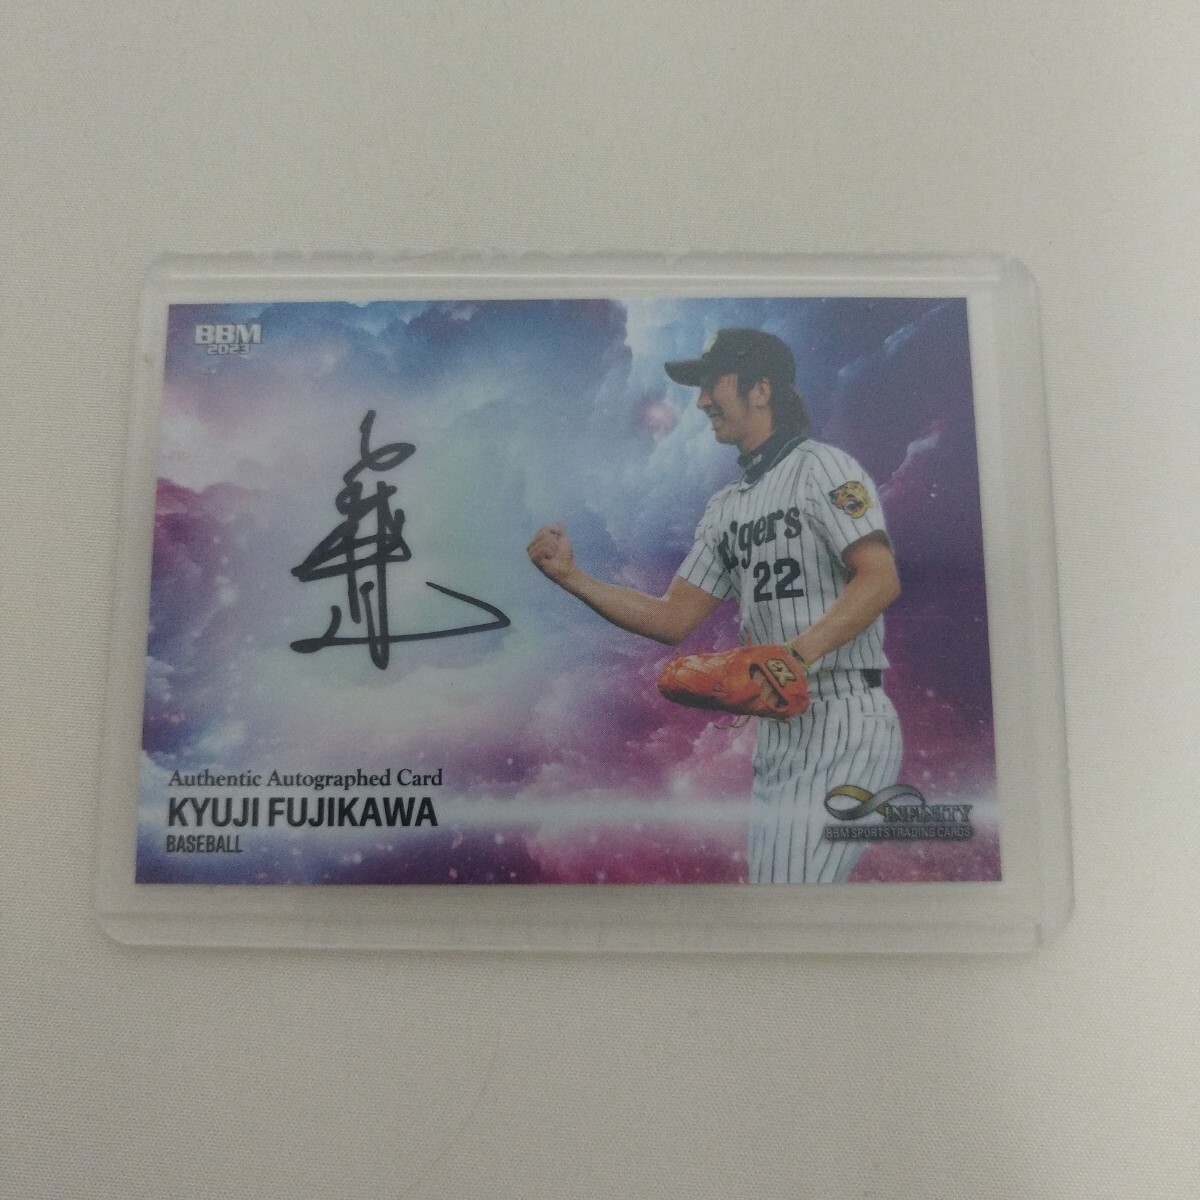 BBM
2023
Tigers
22
Authentic Autographed Card
KYUJI FUJIKAWA
BASEBALL
INFINITY
BBM SPORTS TRADING CARDS